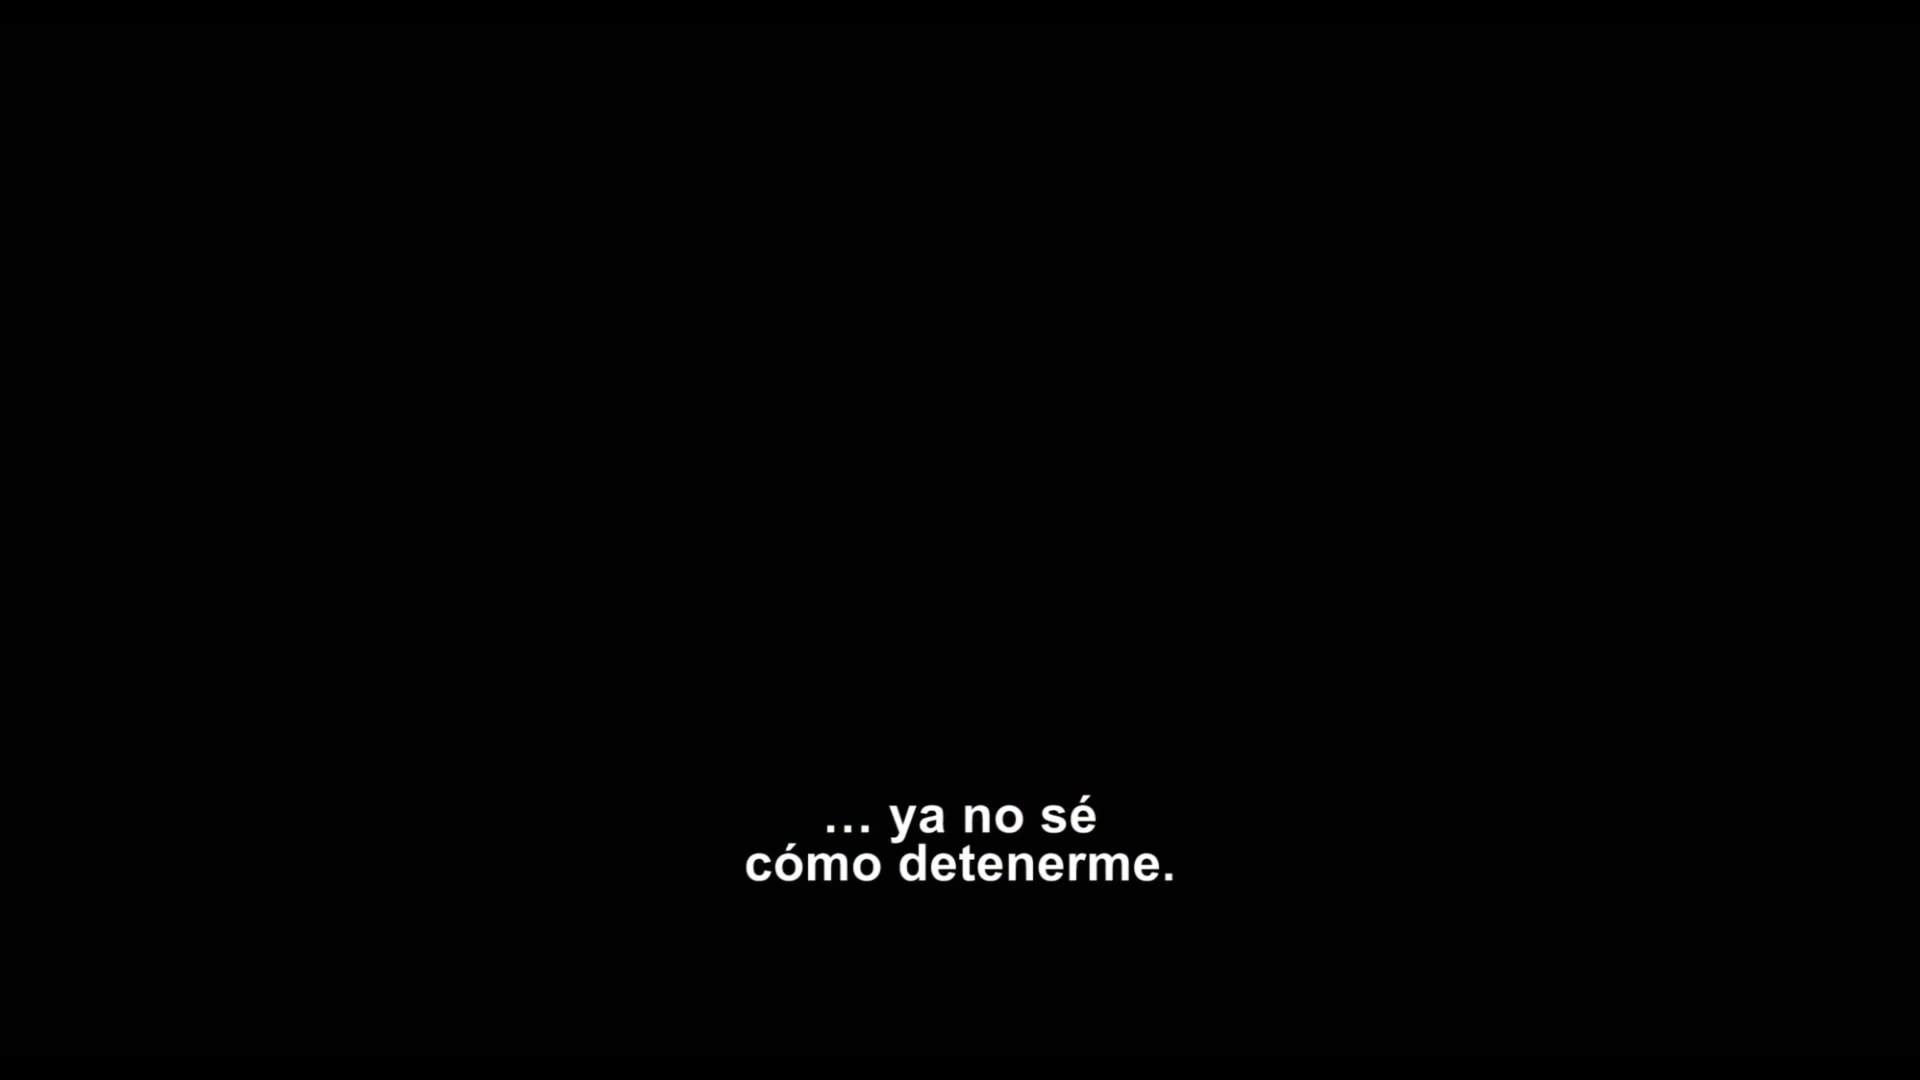 … ya no sé
cómo detenerme.